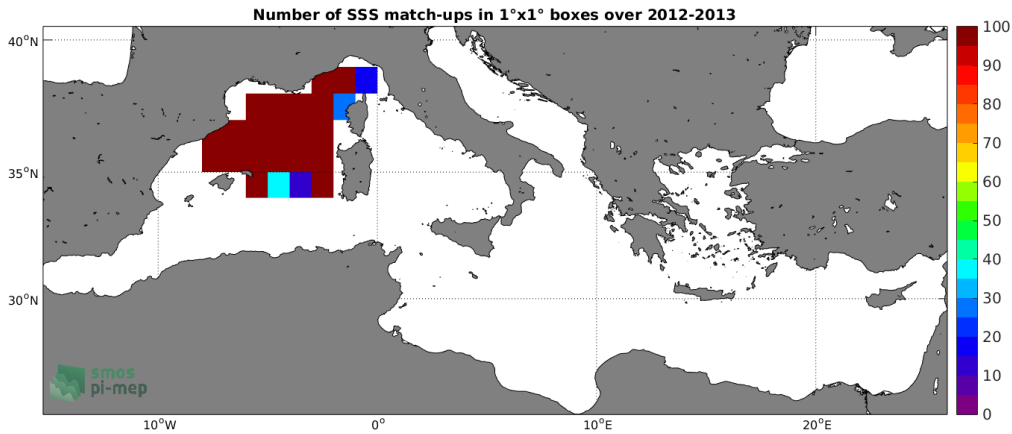 Number of SSS match-ups in 1°x1° boxes over 2012-2013
40°N
35°N
30°N
10°W
0°
10°E
20°E
100
90
80
70
60
50
40
30
20
10
0
smos
pi-mep